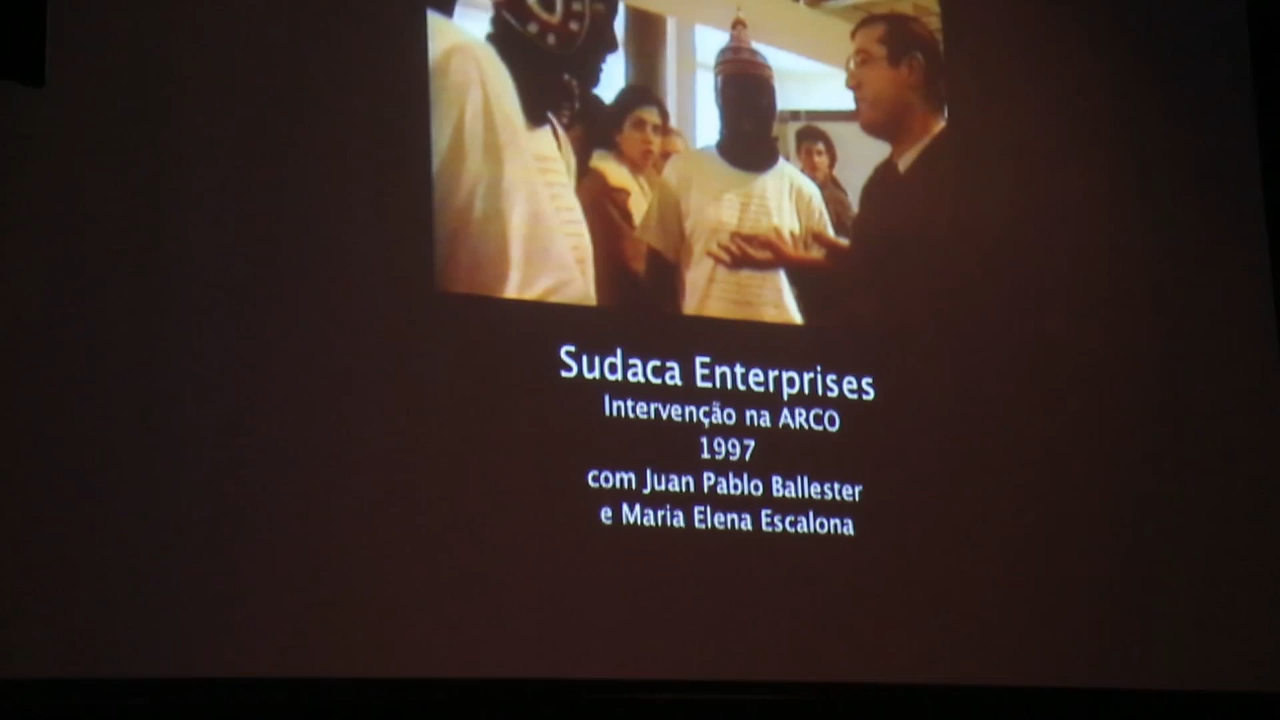 Sudaca Enterprises
Intervenção na ARCO
1997
com Juan Pablo Ballester
e Maria Elena Escalona